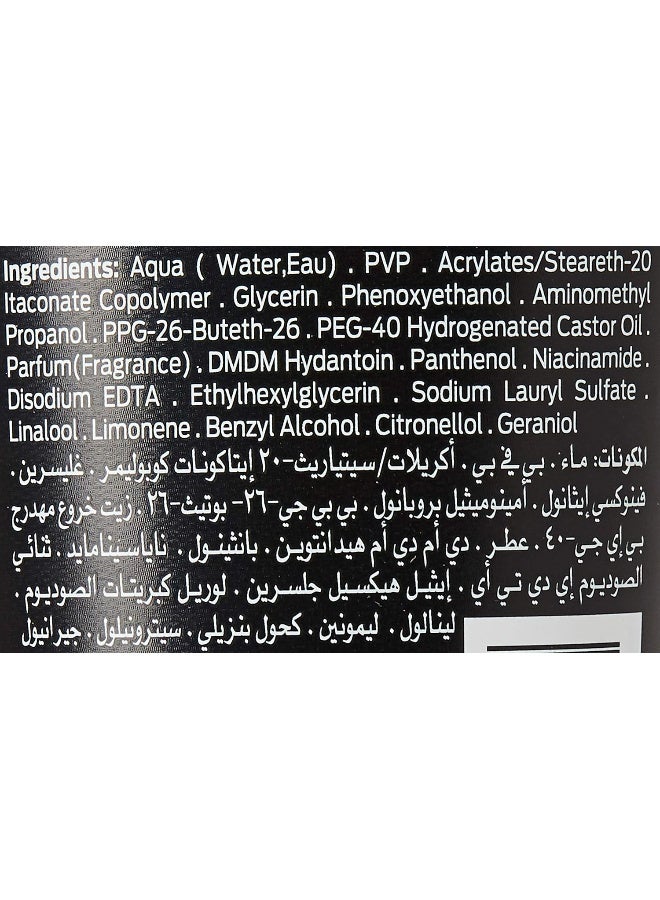 Ingredients: Aqua ( Water,Eau) . PVP . Acrylates/Steareth-20
Itaconate Copolymer . Glycerin . Phenoxyethanol . Aminomethyl
Propanol . PPG-26-Buteth-26 . PEG-40 Hydrogenated Castor Oil .
Parfum(Fragrance) . DMDM Hydantoin . Panthenol . Niacinamide .
Disodium EDTA . Ethylhexylglycerin . Sodium Lauryl Sulfate .
Linalool . Limonene . Benzyl Alcohol . Citronellol . Geraniol
المكونات: ماء . بي في بي . أكريلات/سيتياريث-٢٠ إيتاكونات كوبوليمر . غليسرين .
فينوكسي إيثانول . أمينوميثيل بروبانول . بي بي جي-٢٦- بوتيث-٢٦ . زيت خروع مهدرج
بي إي جي-٤٠ . عطر . دي أم دي أم هيدانتوين . بانثينول . ناياسينامايد . ثنائي
الصوديوم إي دي تي أي . إيثيل هيكسيل جلسرين . لوريل كبريتات الصوديوم .
لينالول . ليمونين . كحول بنزيلي . سيترونيلول . جيرانيول